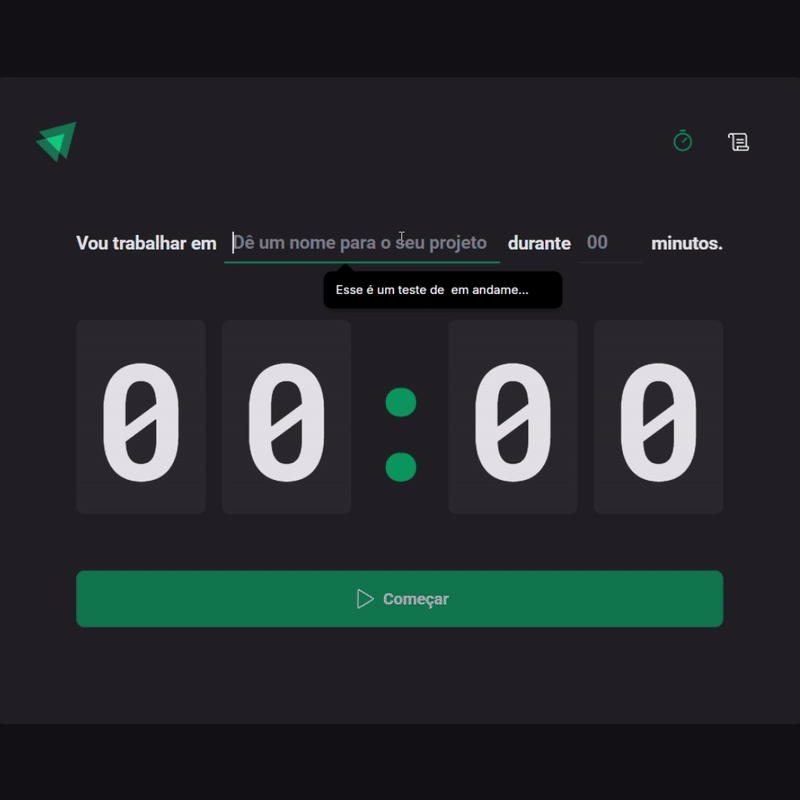 Vou trabalhar em Dê um nome para o seu projeto durante 00 minutos.
Esse é um teste de  em andame...
00:00
Começar